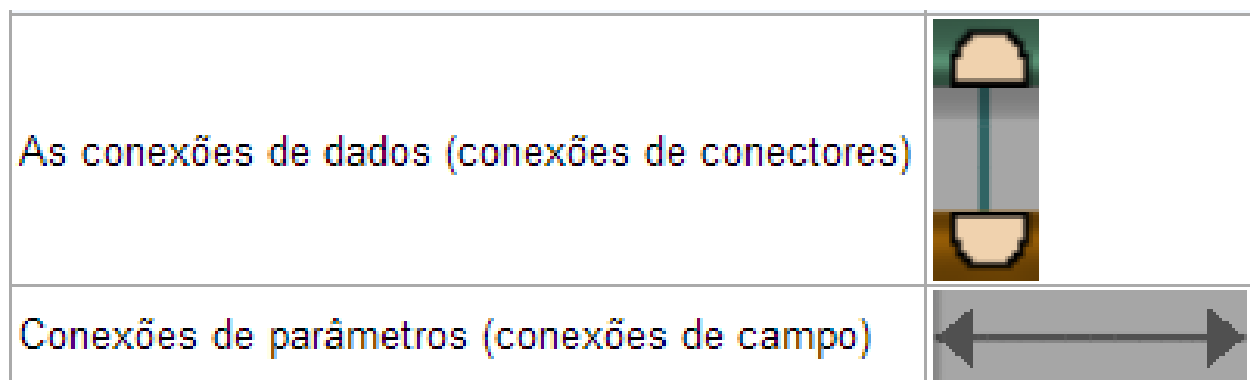 As conexões de dados (conexões de conectores)
Conexões de parâmetros (conexões de campo)